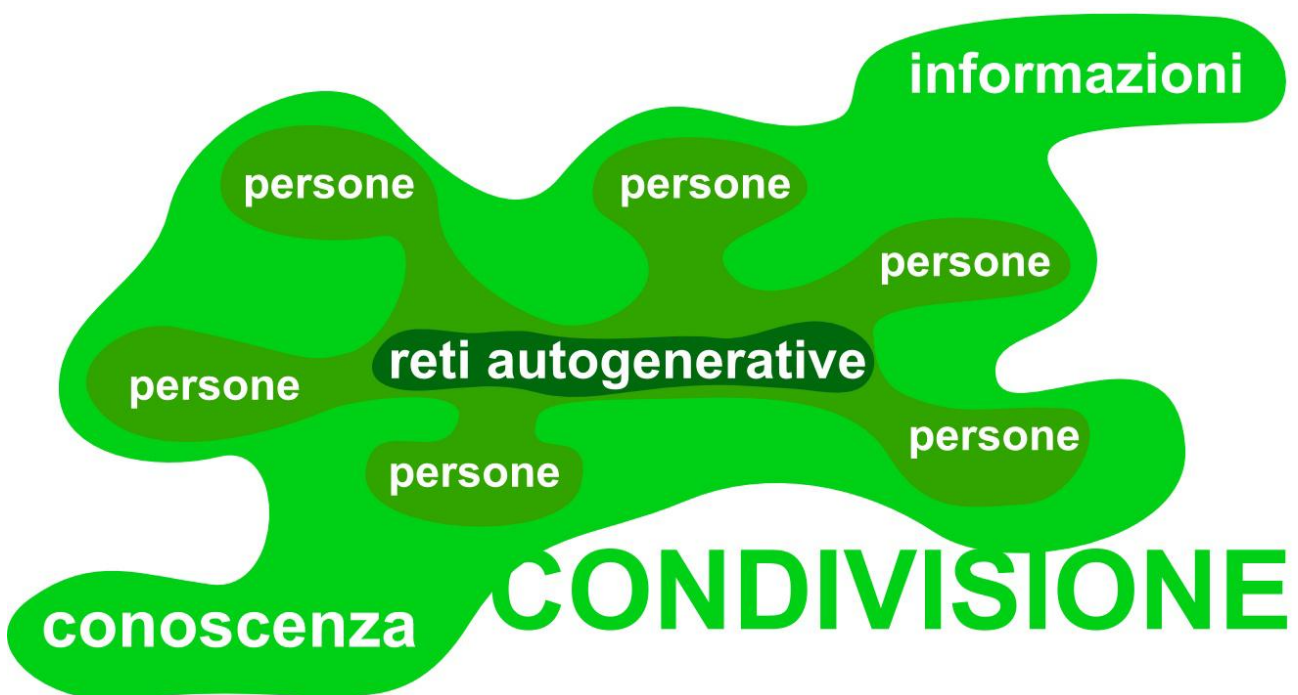 informazioni
persone
persone
persone
reti autogenerative
persone
persone
persone
CONDIVISIONE
conoscenza